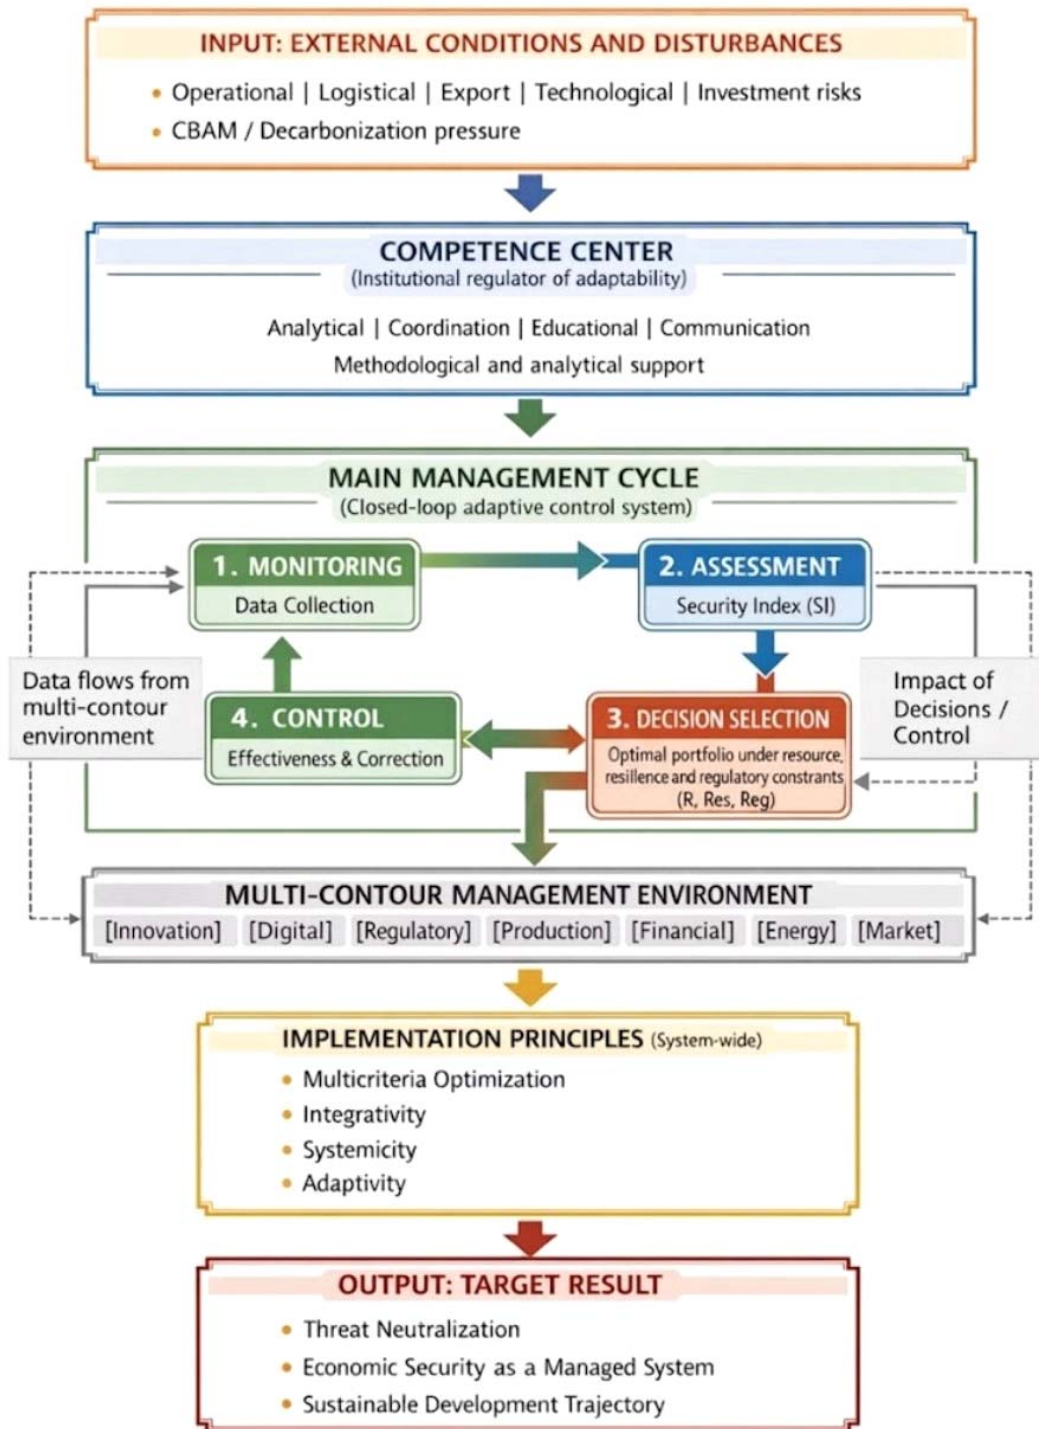 INPUT: EXTERNAL CONDITIONS AND DISTURBANCES
• Operational | Logistical | Export | Technological | Investment risks
• CBAM / Decarbonization pressure
COMPETENCE CENTER
(Institutional regulator of adaptability)
Analytical | Coordination | Educational | Communication
Methodological and analytical support
MAIN MANAGEMENT CYCLE
(Closed-loop adaptive control system)
1. MONITORING
Data Collection
2. ASSESSMENT
Security Index (SI)
Data flows from
multi-contour
environment
4. CONTROL
Effectiveness & Correction
3. DECISION SELECTION
Optimal portfolio under resource,
resillence and regulatory constrants
(R, Res, Reg)
Impact of
Decisions /
Control
MULTI-CONTOUR MANAGEMENT ENVIRONMENT
[Innovation] [Digital] [Regulatory] [Production] [Financial] [Energy] [Market]
IMPLEMENTATION PRINCIPLES (System-wide)
• Multicriteria Optimization
• Integrativity
• Systemicity
• Adaptivity
OUTPUT: TARGET RESULT
• Threat Neutralization
• Economic Security as a Managed System
• Sustainable Development Trajectory